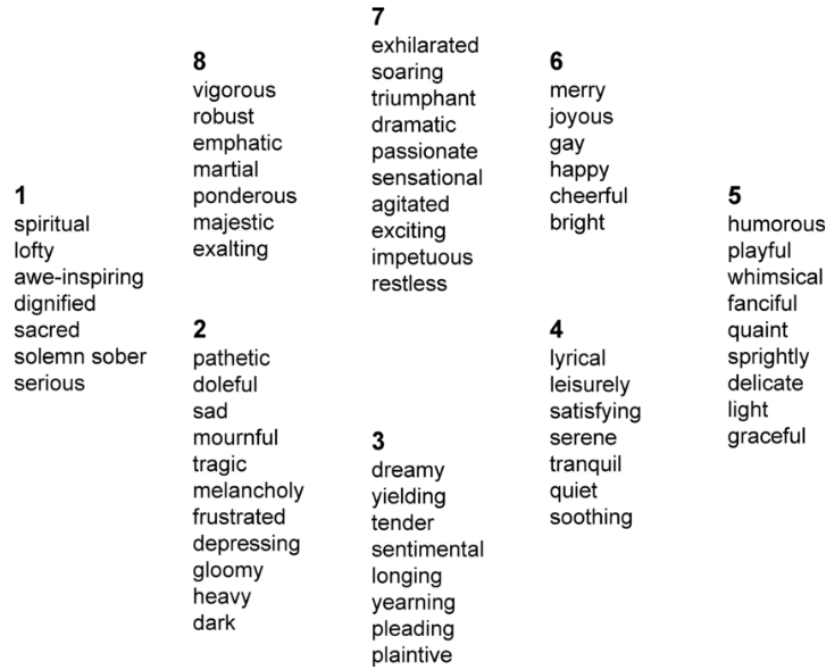 7
exhilarated
soaring
triumphant
dramatic
passionate
sensational
agitated
exciting
impetuous
restless
8
vigorous
robust
emphatic
martial
ponderous
majestic
exalting
6
merry
joyous
gay
happy
cheerful
bright
1
spiritual
lofty
awe-inspiring
dignified
sacred
solemn sober
serious
5
humorous
playful
whimsical
fanciful
quaint
sprightly
delicate
light
graceful
2
pathetic
doleful
sad
mournful
tragic
melancholy
frustrated
depressing
gloomy
heavy
dark
4
lyrical
leisurely
satisfying
serene
tranquil
quiet
soothing
3
dreamy
yielding
tender
sentimental
longing
yearning
pleading
plaintive